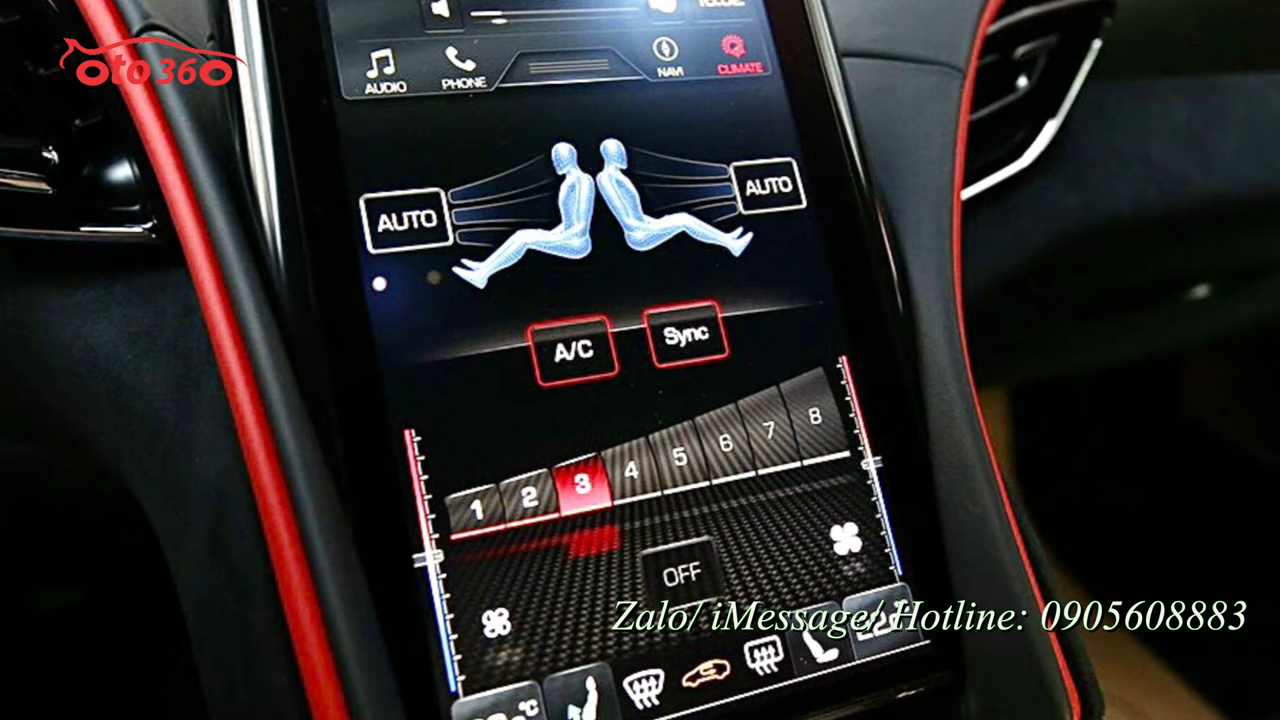 oto360
AUDIO
PHONE
NAVI
CLIMATE
AUTO
AUTO
A/C
Sync
1 2 3 4 5 6 7 8
OFF
Zalo/ iMessage/ Hotline: 0905608883
°C